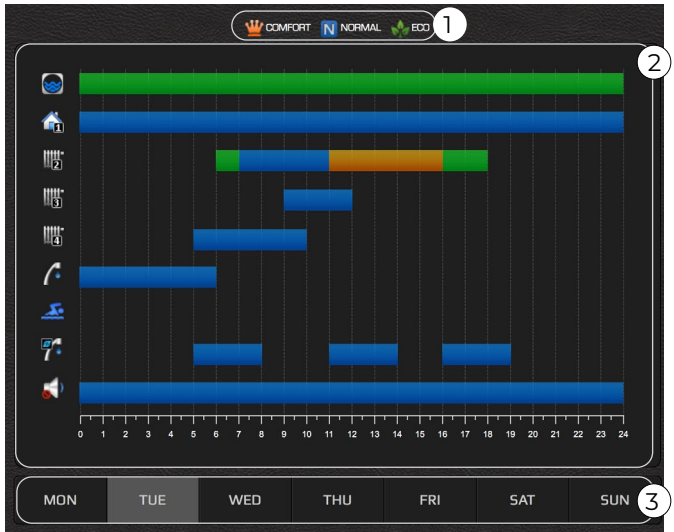 COMFORT N NORMAL ECO 1
2
1
2
3
4
0 1 2 3 4 5 6 7 8 9 10 11 12 13 14 15 16 17 18 19 20 21 22 23 24
MON TUE WED THU FRI SAT SUN 3